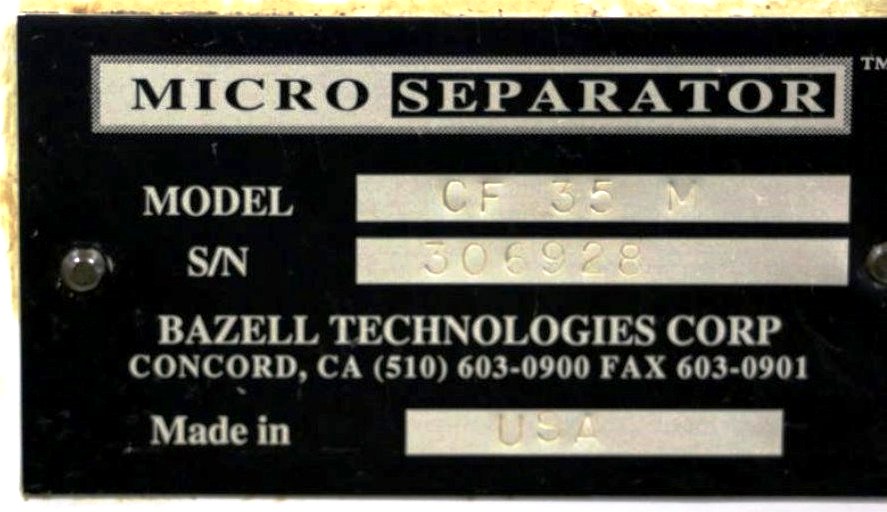 MICRO SEPARATOR ™
MODEL CF 35 M
S/N 306928
BAZELL TECHNOLOGIES CORP
CONCORD, CA (510) 603-0900 FAX 603-0901
Made in USA